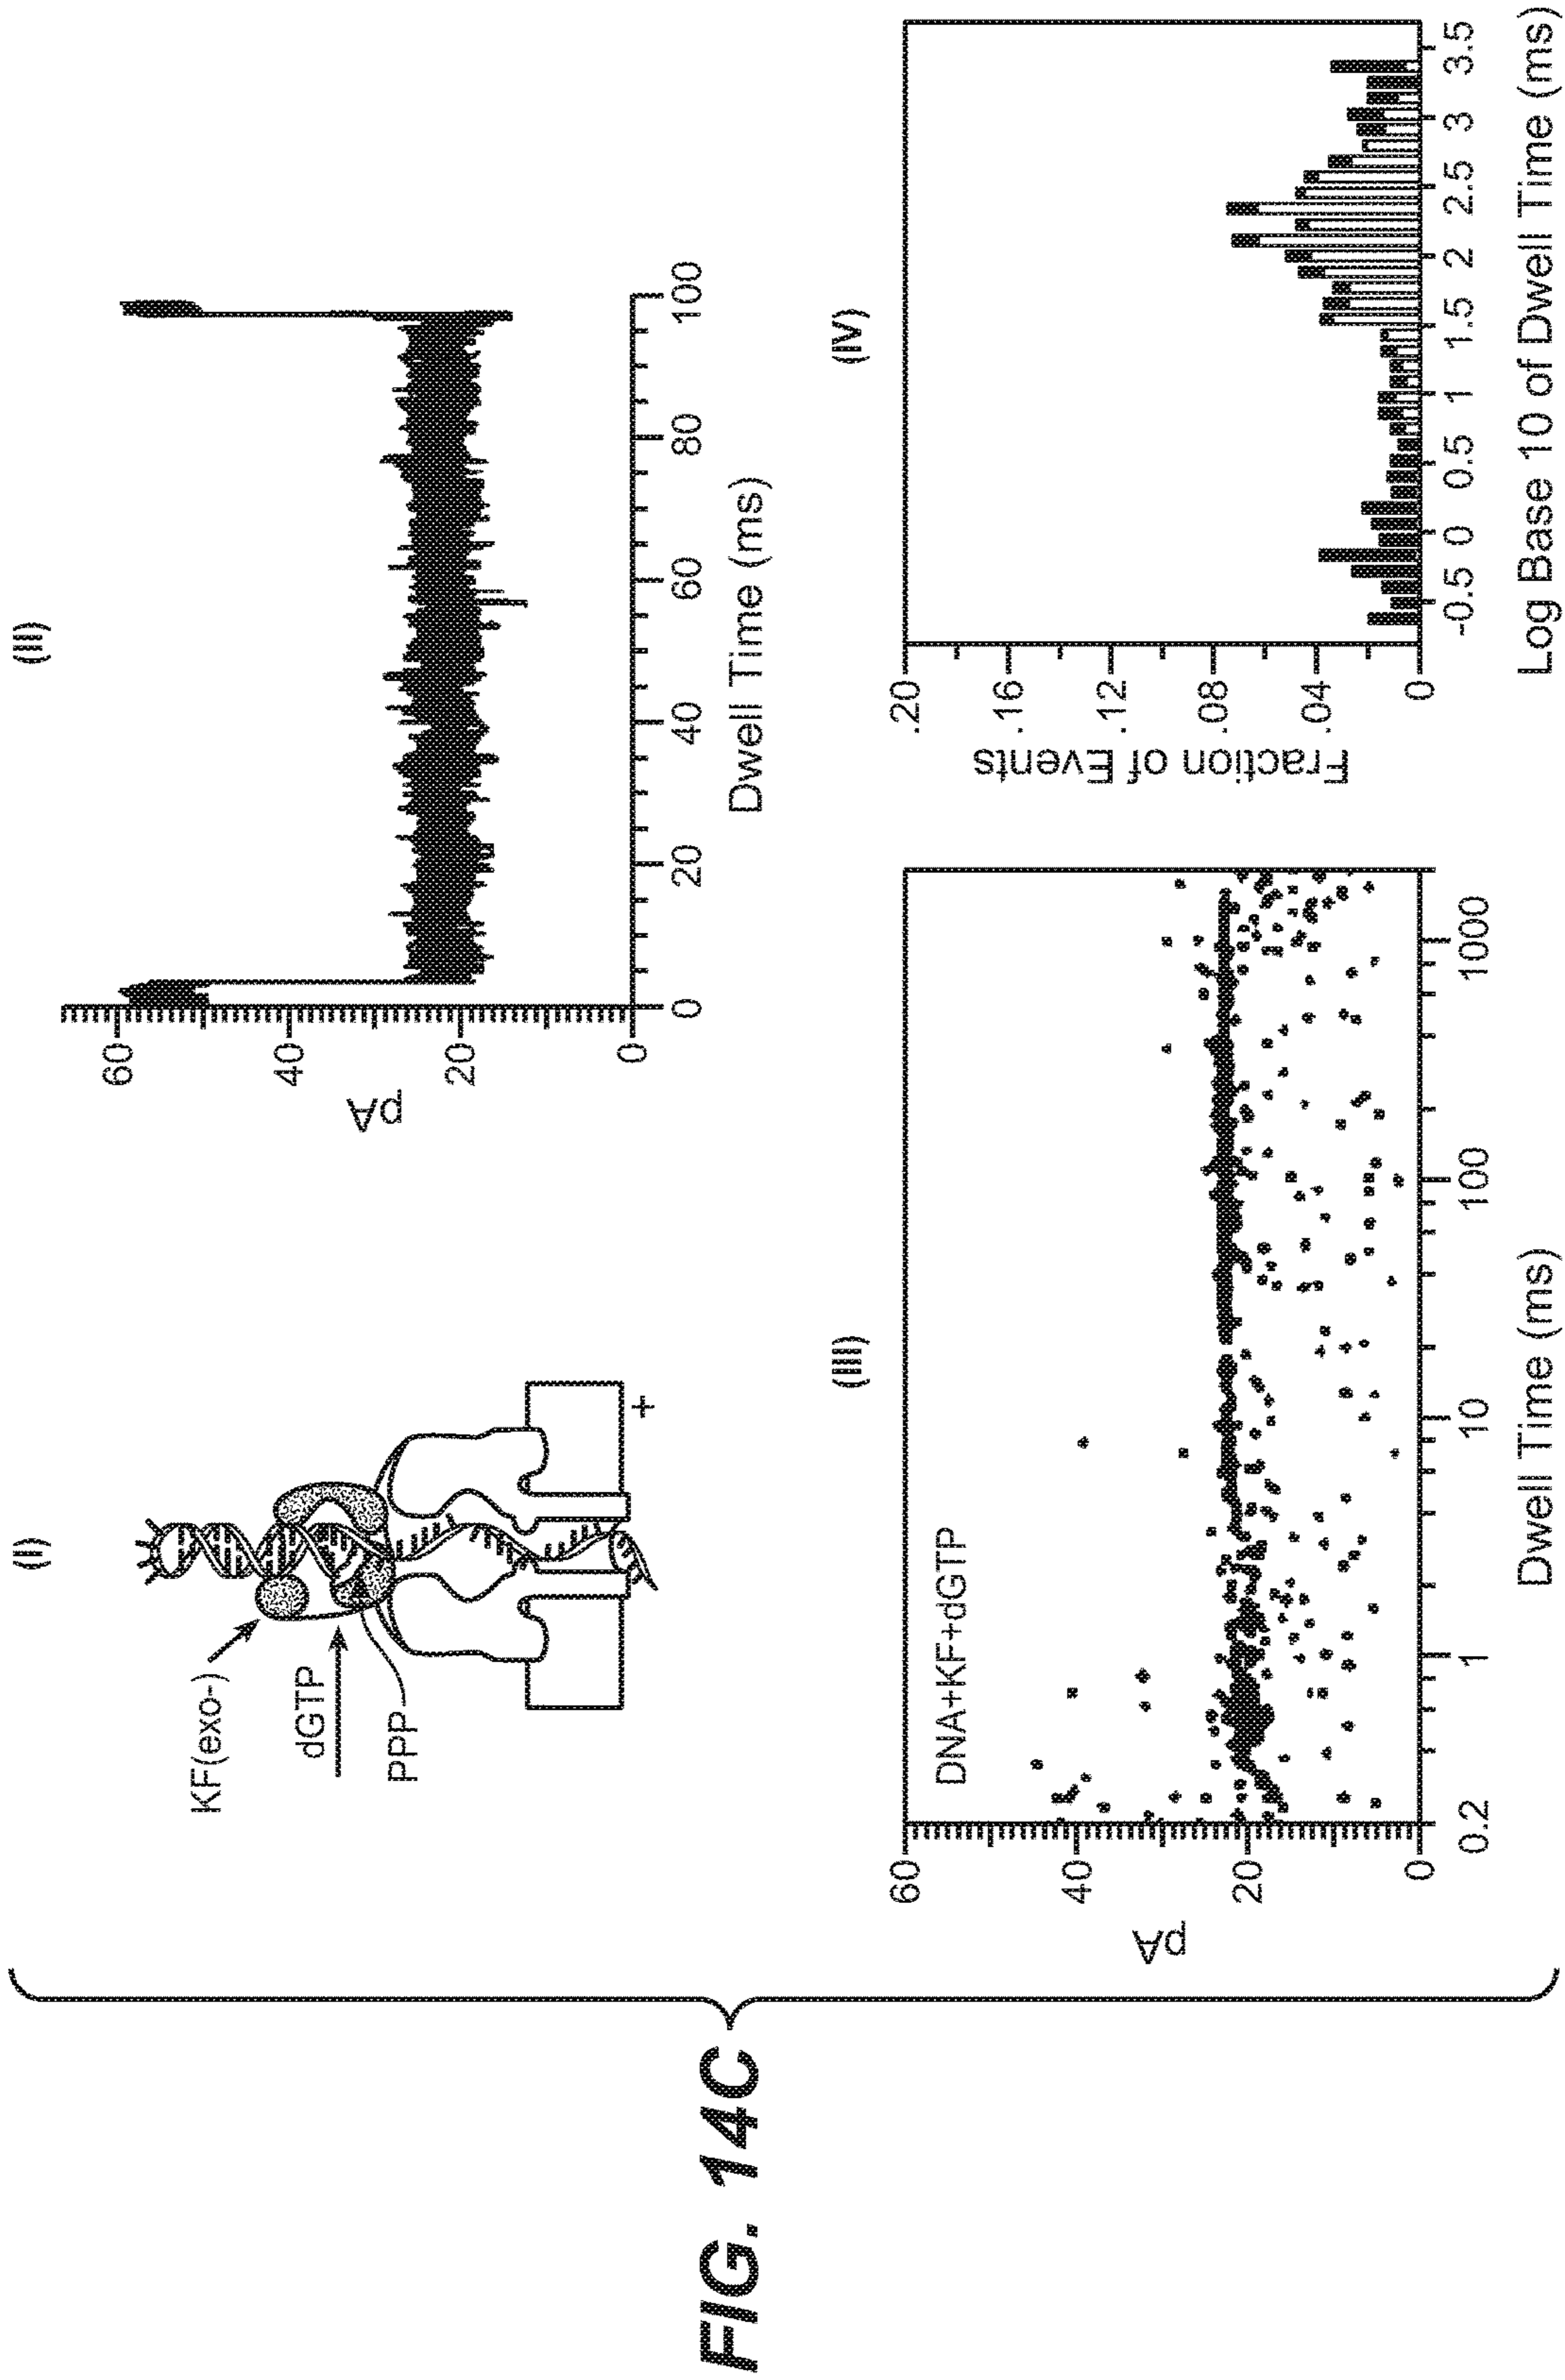 FIG. 14C
(I)
KF(exo-)
dGTP
PPP
+
(II)
pA
60
40
20
0
0
20
40
60
80
100
Dwell Time (ms)
(III)
DNA+KF+dGTP
pA
60
40
20
0
0.2
1
10
100
1000
Dwell Time (ms)
(IV)
Fraction of Events
.20
.16
.12
.08
.04
0
-0.5
0
0.5
1
1.5
2
2.5
3
3.5
Log Base 10 of Dwell Time (ms)